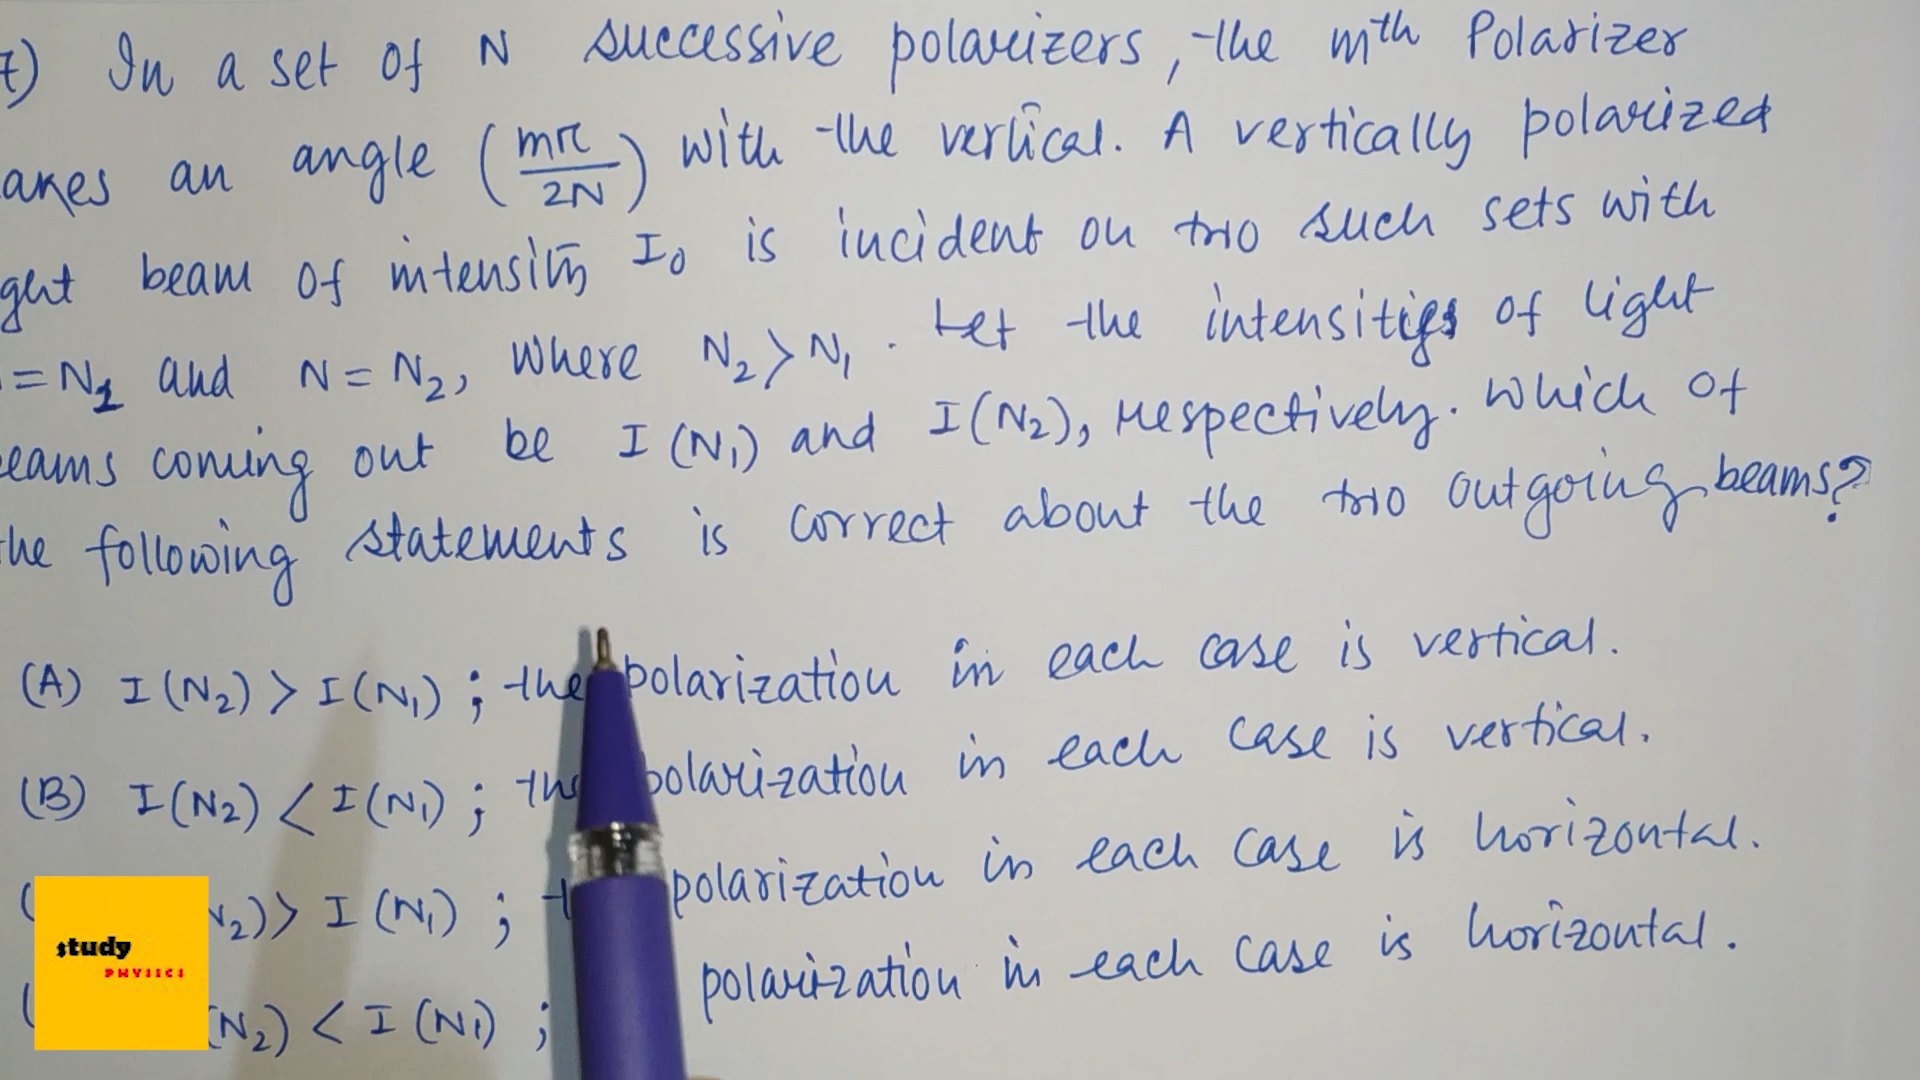 7) In a set of N successive polarizers, the mth Polarizer
akes an angle (mπ/2N) with the vertical. A vertically polarized
ght beam of intensity I0 is incident on two such sets with
= N1 and N = N2, where N2 > N1. Let the intensities of light
eams coming out be I(N1) and I(N2), respectively. which of
he following statements is correct about the two outgoing beams?
(A) I(N2) > I(N1) ; the polarization in each case is vertical.
(B) I(N2) < I(N1) ; the polarization in each case is vertical.
N2) > I(N1) ; polarization in each case is horizontal.
(N2) < I(N1) ; polarization in each case is horizontal.
study
PHYSICS